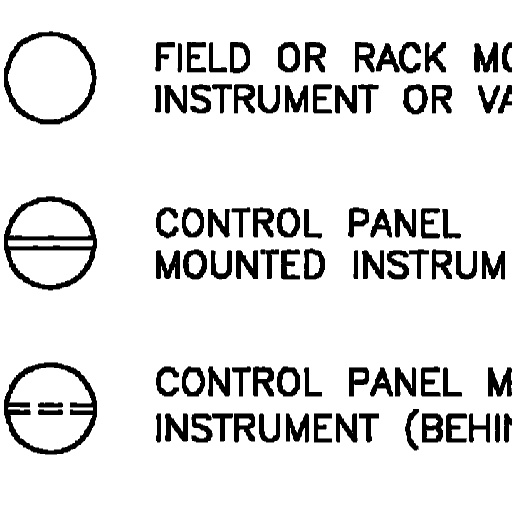 FIELD OR RACK MO
INSTRUMENT OR VA
CONTROL PANEL
MOUNTED INSTRUM
CONTROL PANEL M
INSTRUMENT (BEHIN